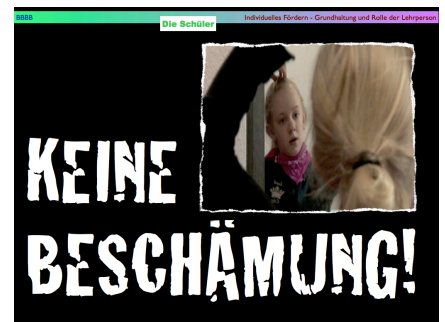 BBBB
Die Schüler
Individuelles Fördern - Grundhaltung und Rolle der Lehrperson
KEINE
BESCHÄMUNG!